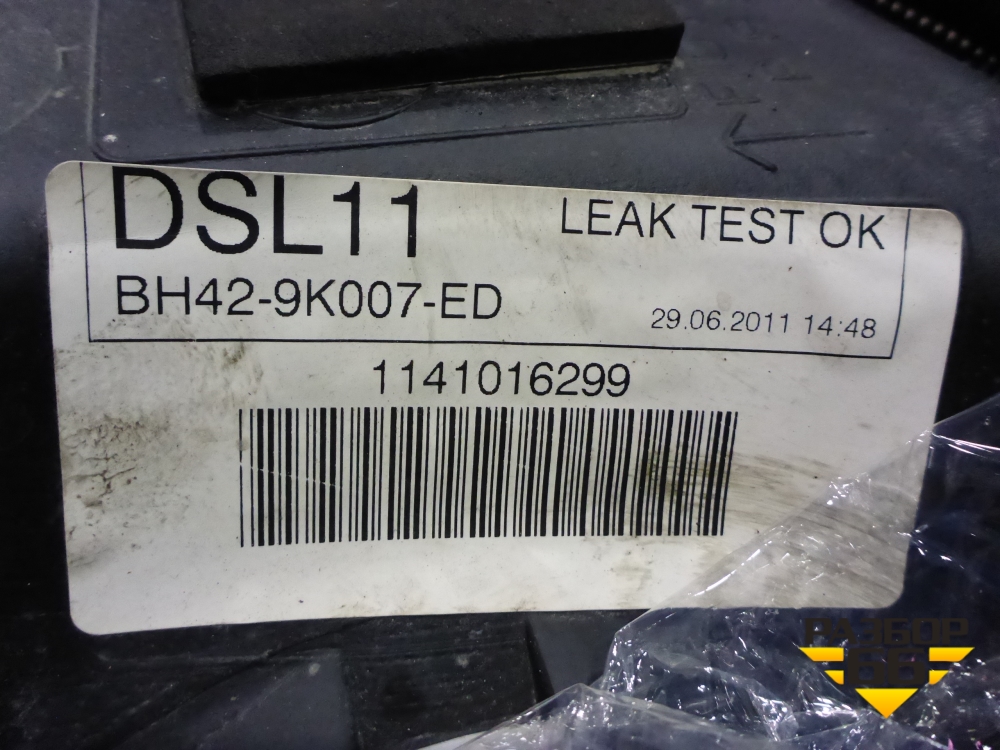 DSL11
LEAK TEST OK
BH42-9K007-ED
29.06.2011 14:48
1141016299
РАЗБОР
66